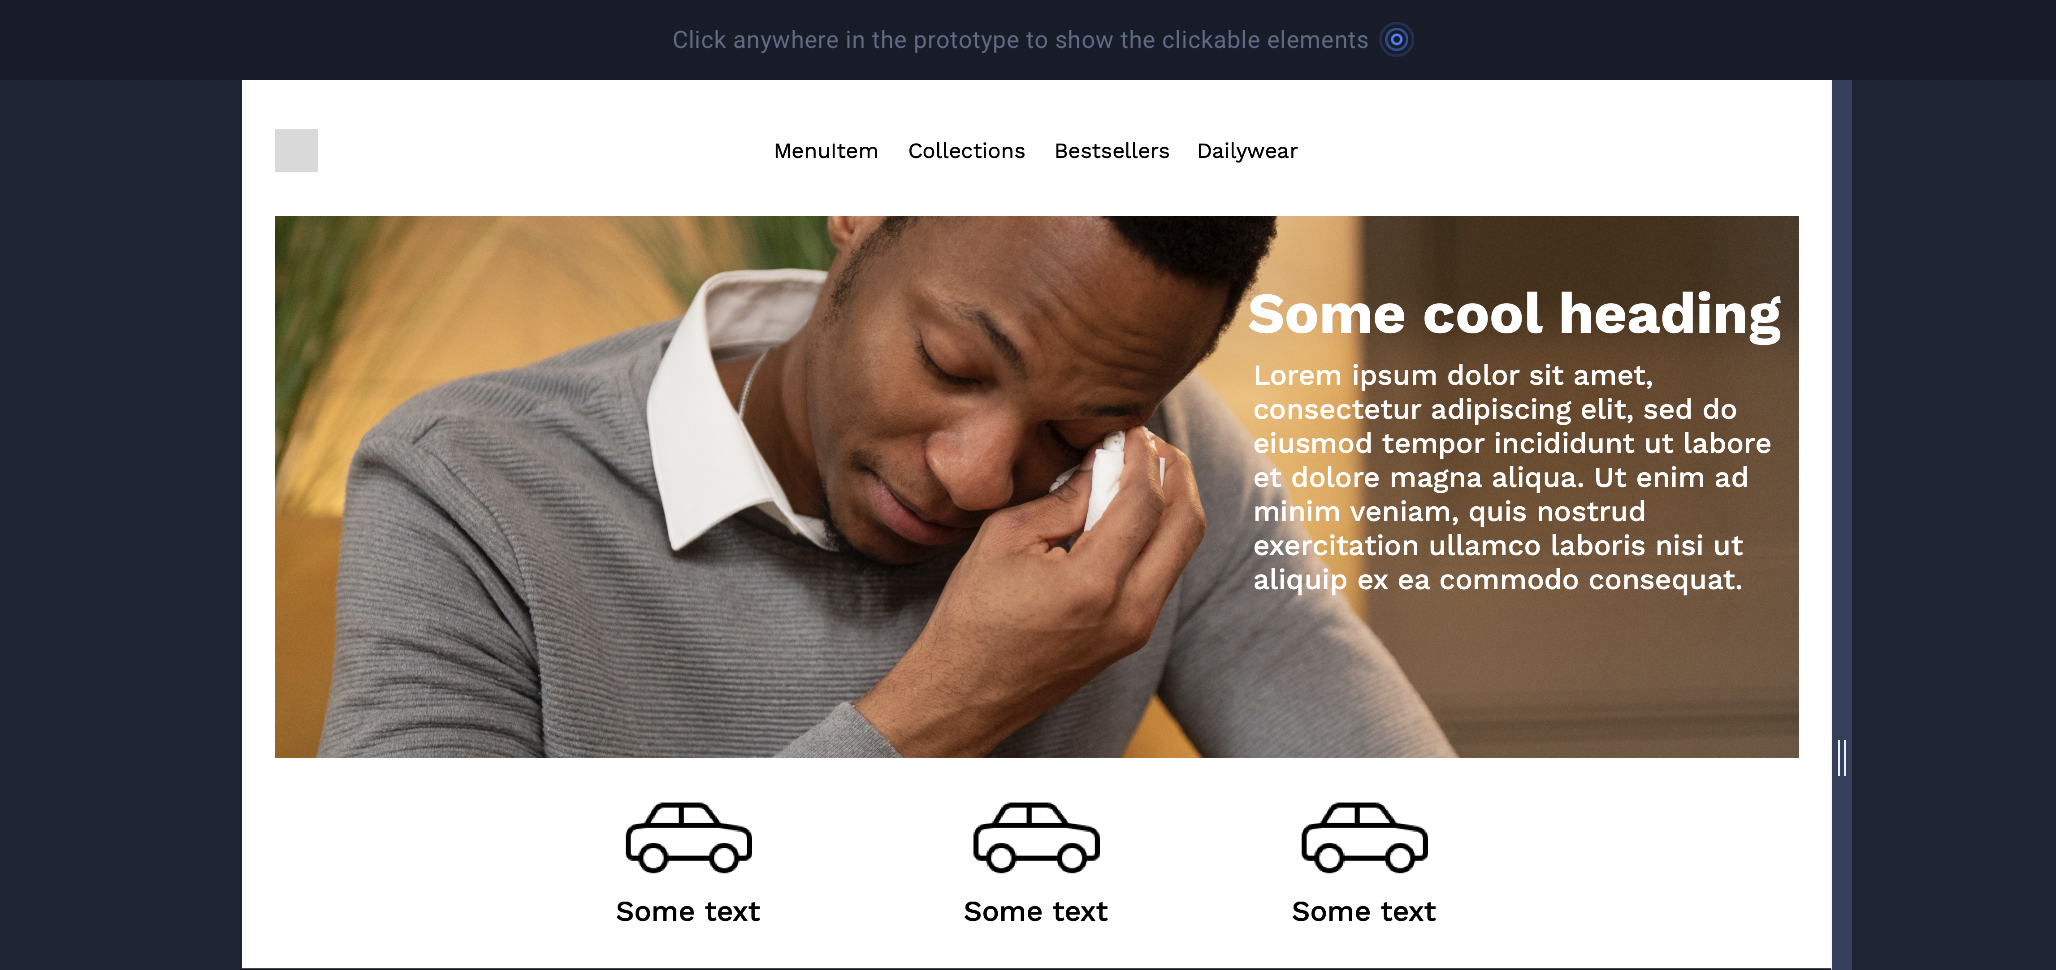 Click anywhere in the prototype to show the clickable elements
MenuItem Collections Bestsellers Dailywear
Some cool heading
Lorem ipsum dolor sit amet,
consectetur adipiscing elit, sed do
eiusmod tempor incididunt ut labore
et dolore magna aliqua. Ut enim ad
minim veniam, quis nostrud
exercitation ullamco laboris nisi ut
aliquip ex ea commodo consequat.
Some text Some text Some text